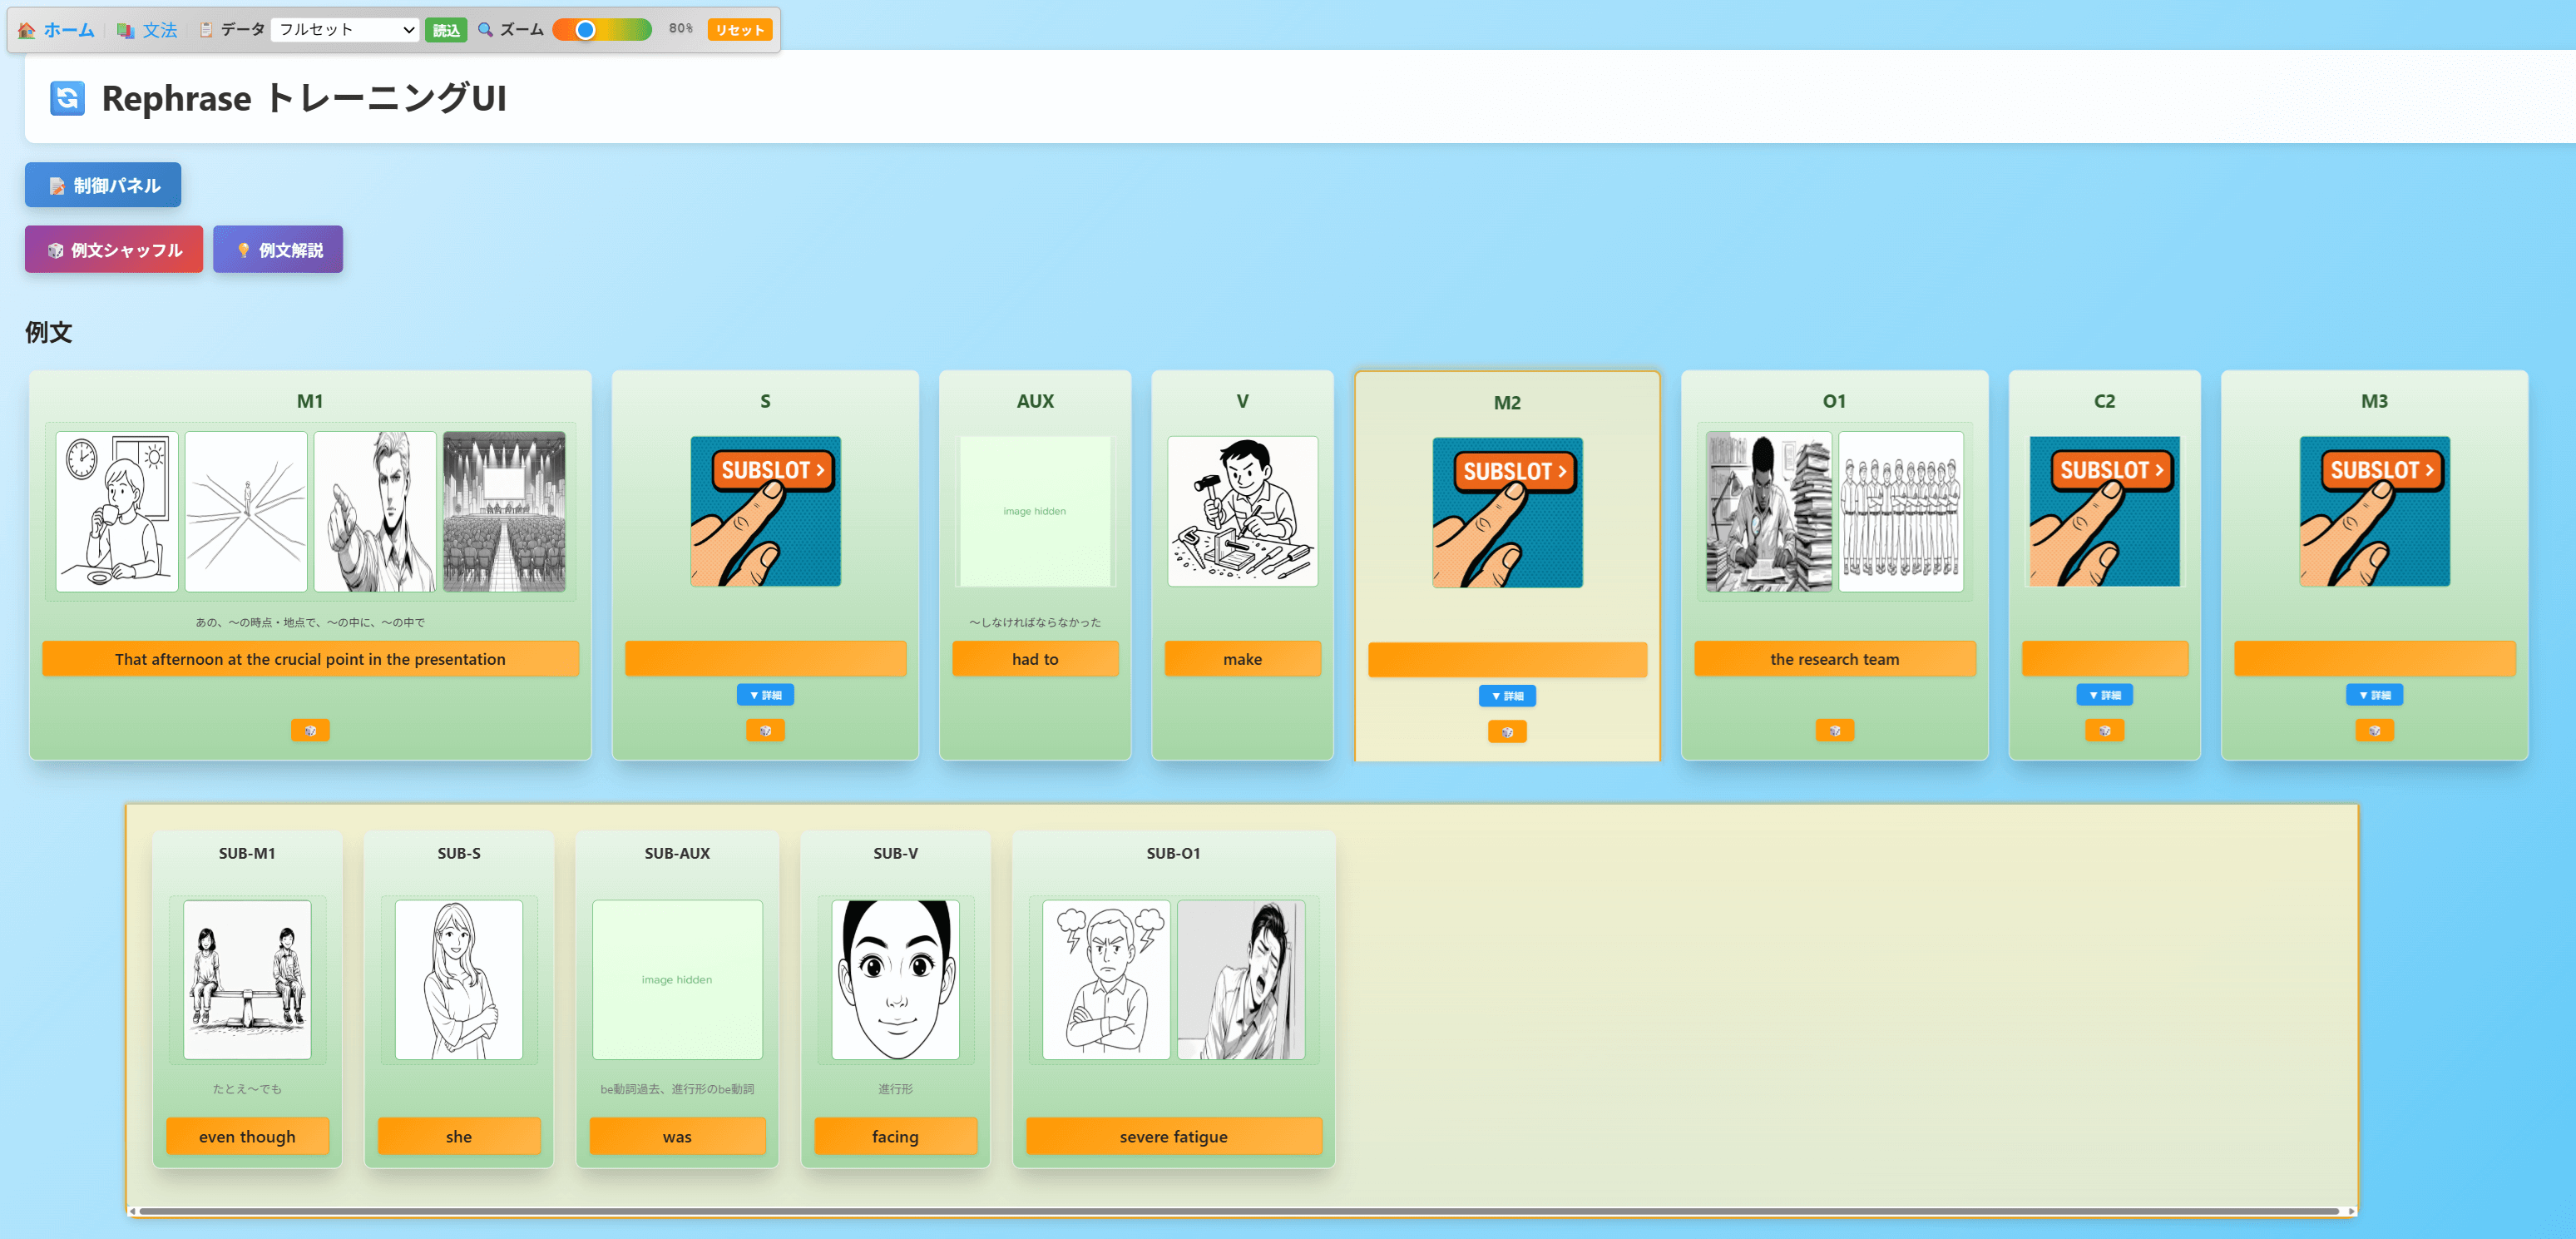 ホーム 文法 データ フルセット 読込 ズーム 80% リセット
Rephrase トレーニングUI
制御パネル
例文シャッフル 例文解説
例文
M1 S AUX V M2 O1 C2 M3
SUBSLOT > SUBSLOT > SUBSLOT > SUBSLOT >
image hidden
あの、〜の時点・地点で、〜の中に、〜の中で 〜しなければならなかった
That afternoon at the crucial point in the presentation had to make the research team
▼ 詳細 ▼ 詳細 ▼ 詳細 ▼ 詳細
SUB-M1 SUB-S SUB-AUX SUB-V SUB-O1
image hidden
たとえ〜でも be動詞過去、進行形のbe動詞 進行形
even though she was facing severe fatigue